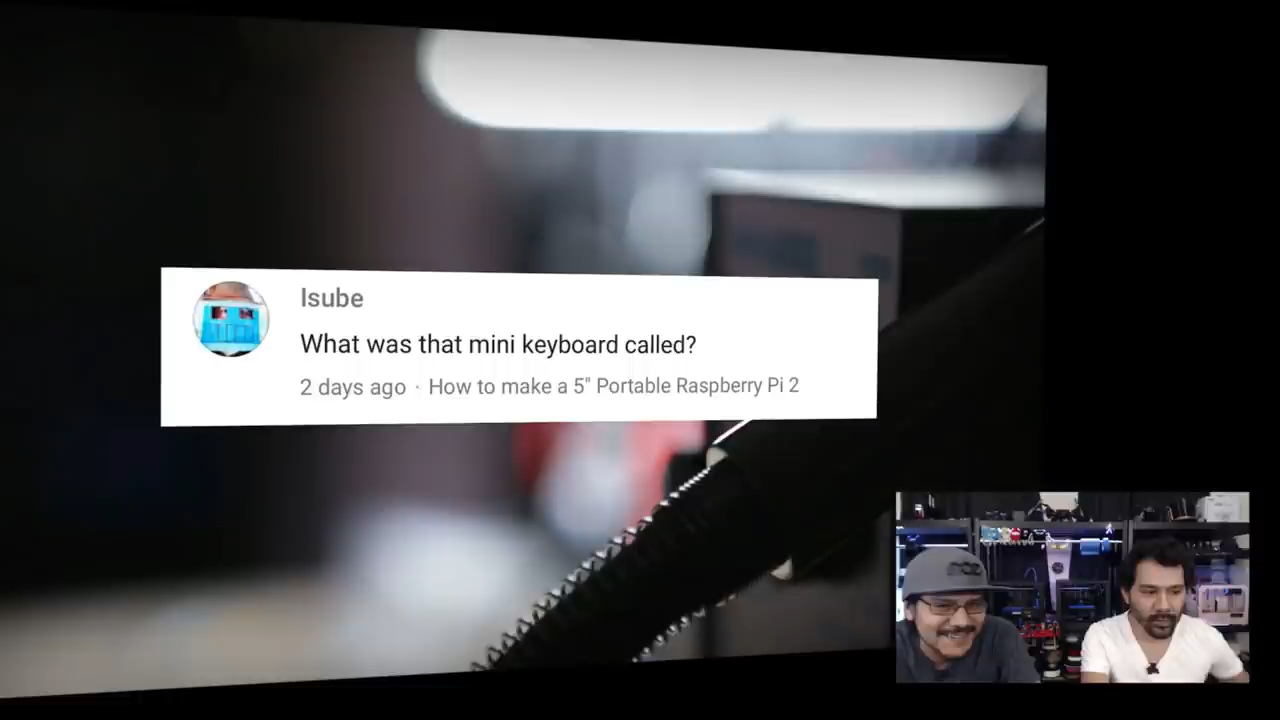 Isube
What was that mini keyboard called?
2 days ago · How to make a 5" Portable Raspberry Pi 2